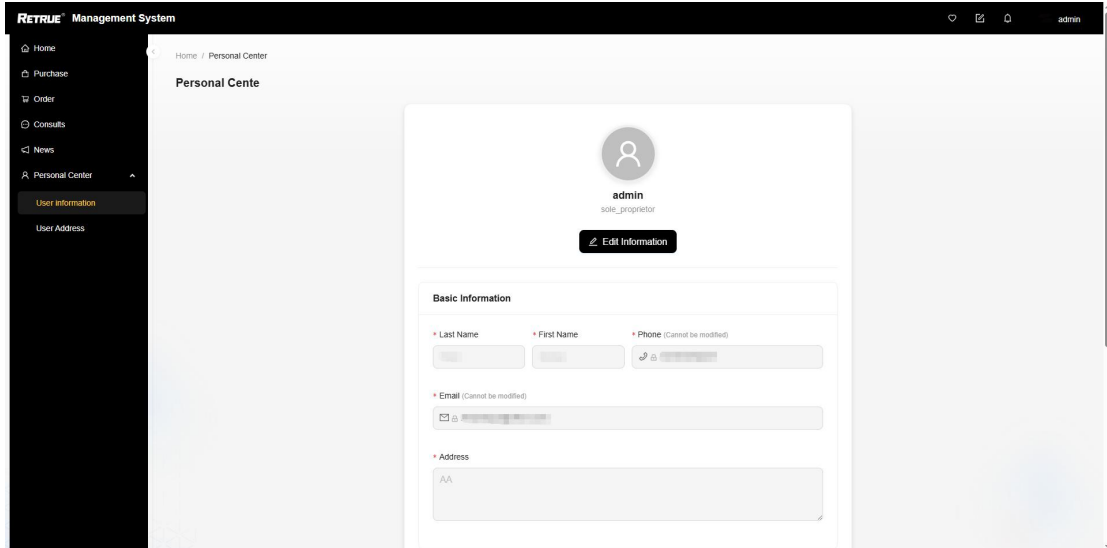 RETRUE® Management System
admin
Home
Purchase
Order
Consults
News
Personal Center
User Information
User Address
Home / Personal Center
Personal Cente
admin
sole_proprietor
Edit Information
Basic Information
* Last Name
* First Name
* Phone (Cannot be modified)
* Email (Cannot be modified)
* Address
AA